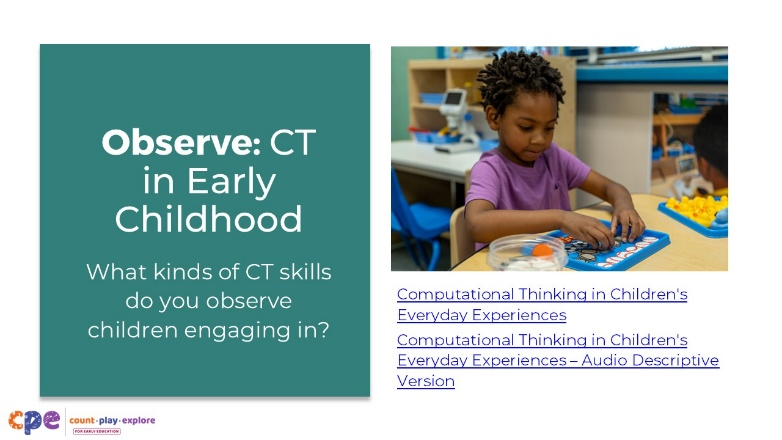 Observe: CT
in Early
Childhood
What kinds of CT skills
do you observe
children engaging in?
Computational Thinking in Children's
Everyday Experiences
Computational Thinking in Children's
Everyday Experiences – Audio Descriptive
Version
cpe
count·play·explore
FOR EARLY EDUCATION